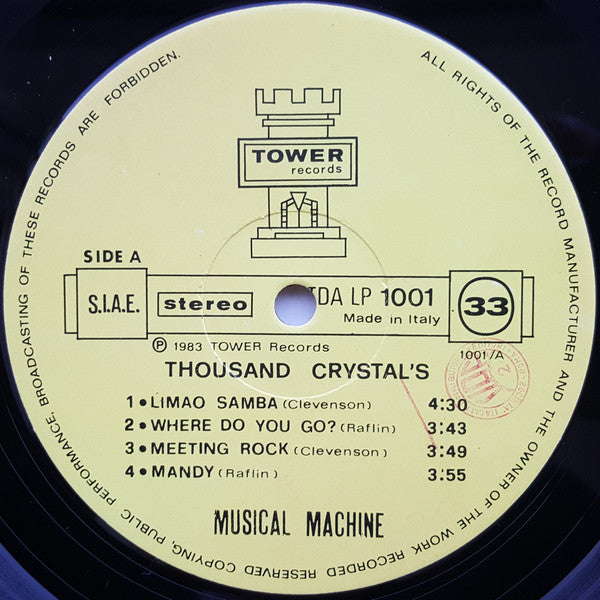 ALL RIGHTS OF THE RECORD MANUFACTURER AND THE OWNER OF THE WORK RECORDED RESERVED COPYING, PUBLIC PERFORMANCE, BROADCASTING OF THESE RECORDS ARE FORBIDDEN.
TOWER
records
SIDE A
S.I.A.E.
stereo
TDA LP 1001
Made in Italy
33
℗ 1983 TOWER Records
1001/A
THOUSAND CRYSTAL'S
1 • LIMAO SAMBA (Clevenson) 4:30
2 • WHERE DO YOU GO? (Raflin) 3:43
3 • MEETING ROCK (Clevenson) 3:49
4 • MANDY (Raflin) 3:55
MUSICAL MACHINE